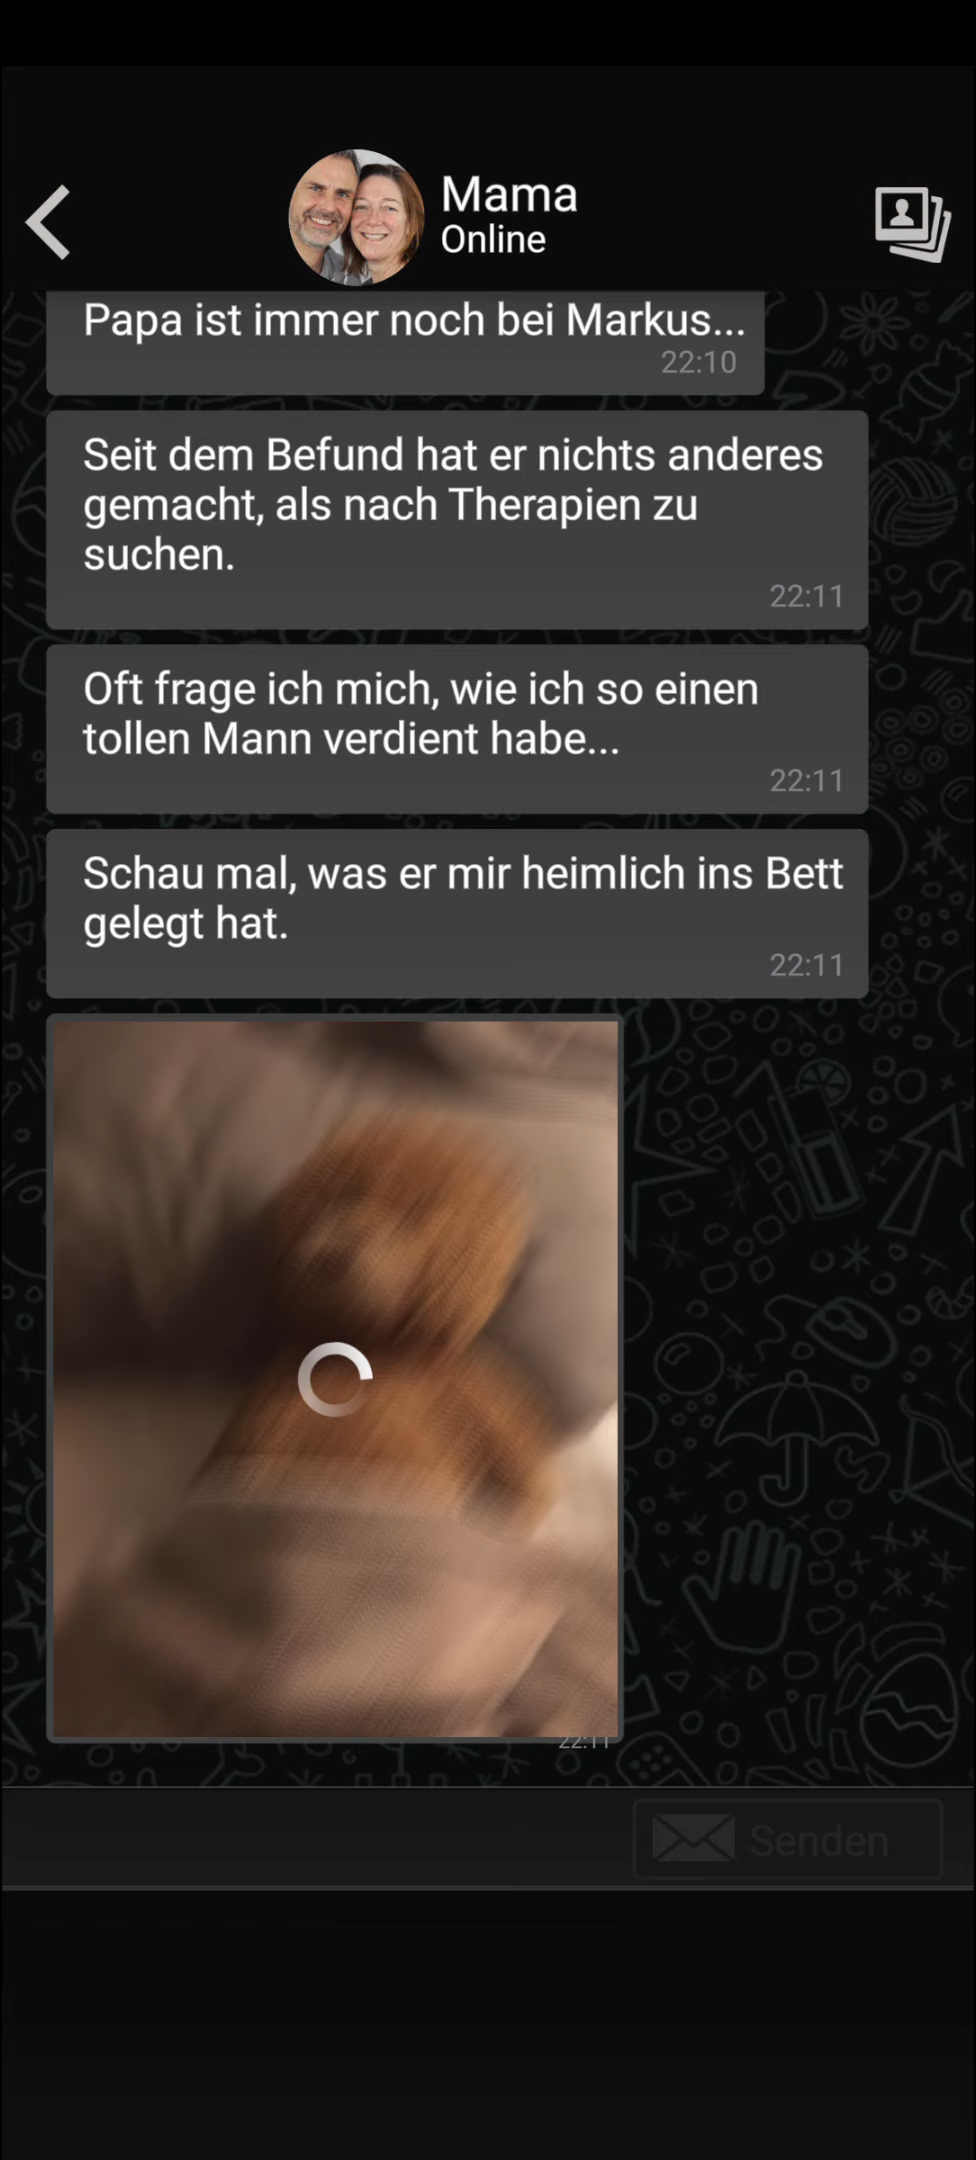 Mama
Online
Papa ist immer noch bei Markus...
22:10
Seit dem Befund hat er nichts anderes
gemacht, als nach Therapien zu
suchen.
22:11
Oft frage ich mich, wie ich so einen
tollen Mann verdient habe...
22:11
Schau mal, was er mir heimlich ins Bett
gelegt hat.
22:11
22:11
Senden